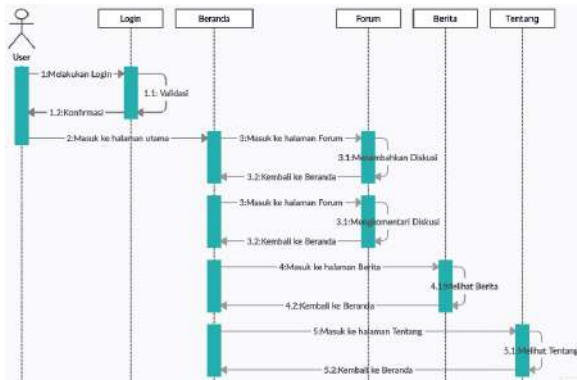 Login
Beranda
Forum
Berita
Tentang
User
1:Melakukan Login
1.1: Validasi
1.2:Konfirmasi
2:Masuk ke halaman utama
3:Masuk ke halaman Forum
3.1:Menambahkan Diskusi
3.2:Kembali ke Beranda
3:Masuk ke halaman Forum
3.1:Mengkomentari Diskusi
3.2:Kembali ke Beranda
4:Masuk ke halaman Berita
4.1:Melihat Berita
4.2:Kembali ke Beranda
5:Masuk ke halaman Tentang
5.1:Melihat Tentang
5.2:Kembali ke Beranda